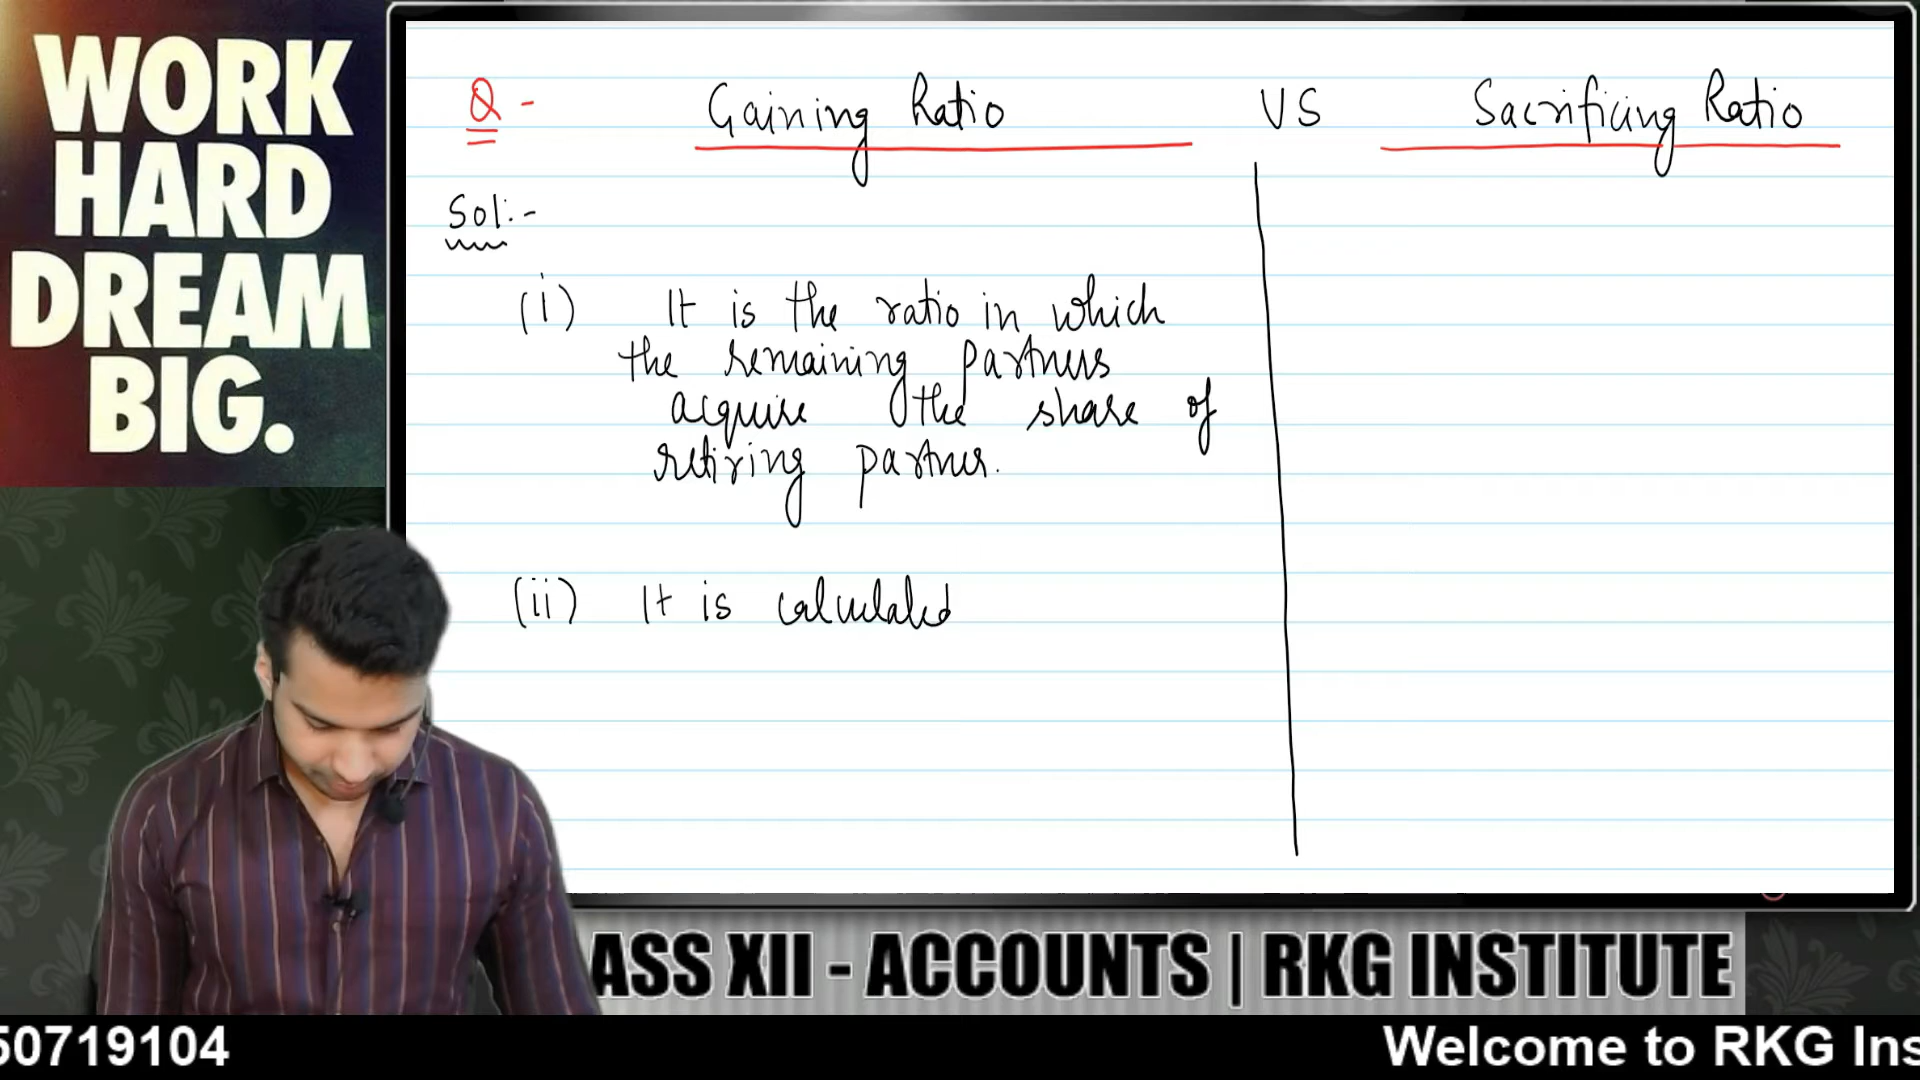 WORK
HARD
DREAM
BIG.
Q - Gaining Ratio VS Sacrificing Ratio
Sol:-
(i) It is the ratio in which
the remaining partners
acquire the share of
retiring partner.
(ii) It is calculated
ASS XII - ACCOUNTS | RKG INSTITUTE
50719104 Welcome to RKG Ins